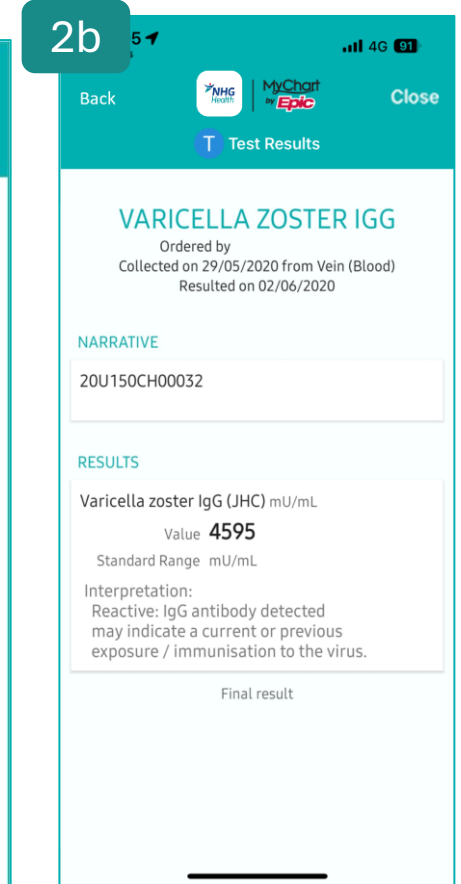 2b
5
4G 91
Back
NHG
Health
MyChart
by Epic
Close
T Test Results
VARICELLA ZOSTER IGG
Ordered by
Collected on 29/05/2020 from Vein (Blood)
Resulted on 02/06/2020
NARRATIVE
20U150CH00032
RESULTS
Varicella zoster IgG (JHC) mU/mL
Value 4595
Standard Range mU/mL
Interpretation:
Reactive: IgG antibody detected
may indicate a current or previous
exposure / immunisation to the virus.
Final result